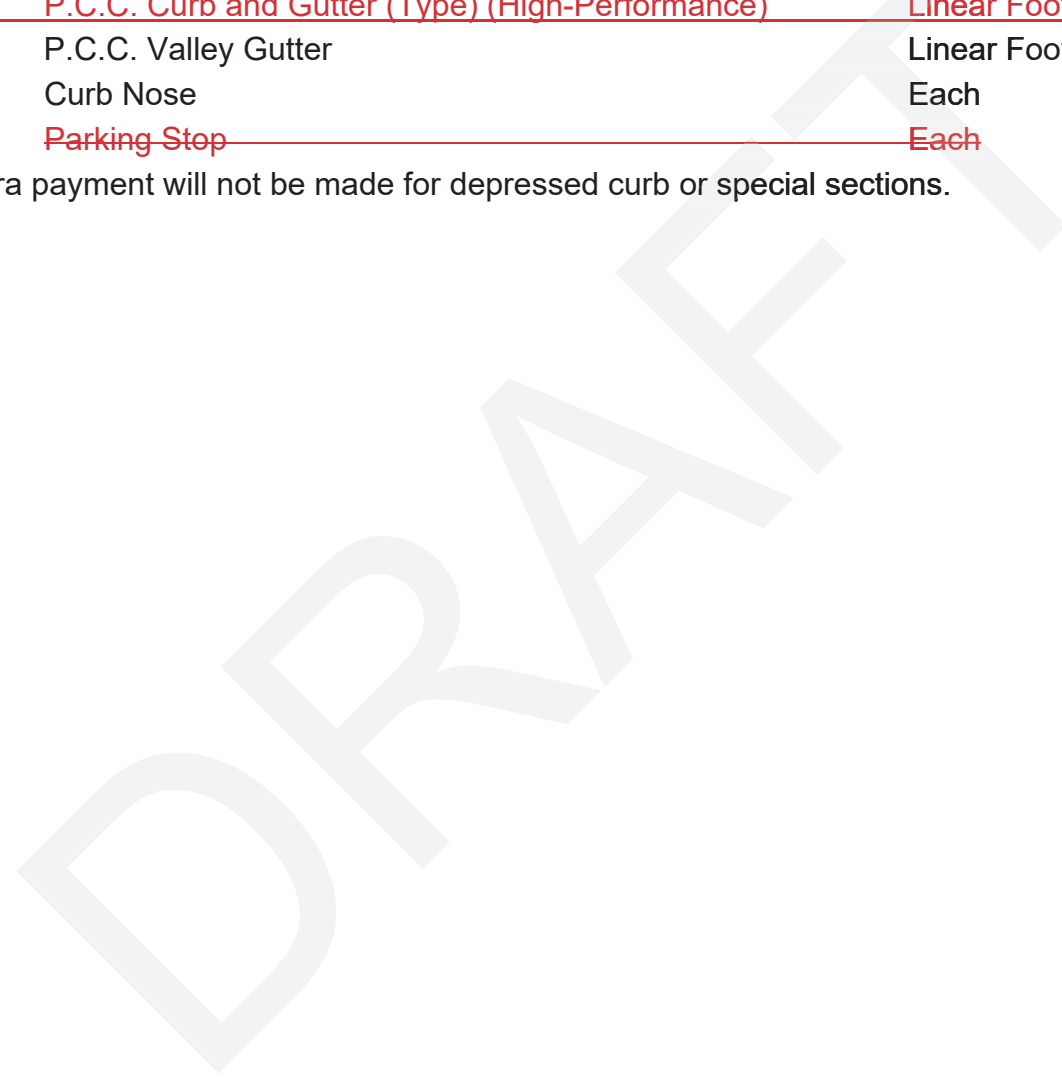 P.C.C. Curb and Gutter (Type) (High-Performance) Linear Foo
P.C.C. Valley Gutter Linear Foo
Curb Nose Each
Parking Stop Each
ra payment will not be made for depressed curb or special sections.
DRAFT